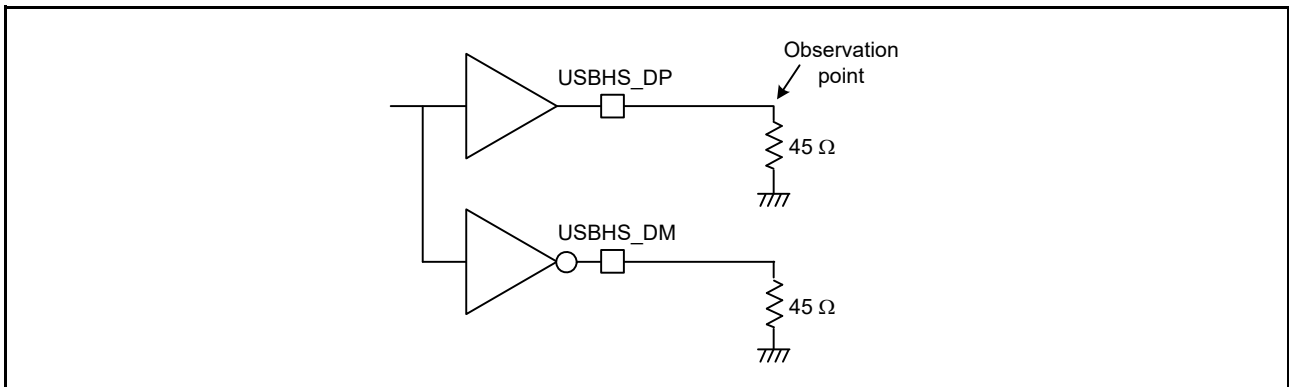 Observation
point
USBHS_DP
45 Ω
USBHS_DM
45 Ω